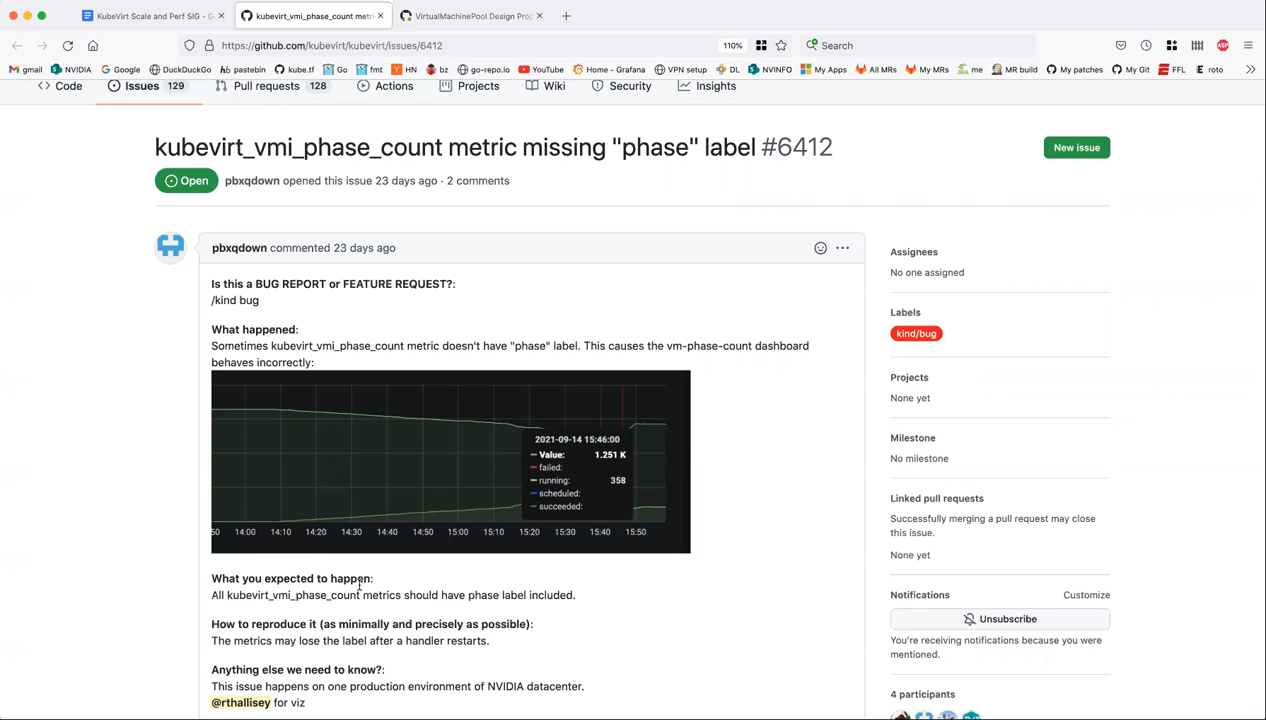 KubeVirt Scale and Perf SIG - G
kubevirt_vmi_phase_count metri
VirtualMachinePool Design Prop
https://github.com/kubevirt/kubevirt/issues/6412
110%
Search
gmail
NVIDIA
Google
DuckDuckGo
hb pastebin
kube.tf
Go
fmt
HN
bz
go-repo.io
YouTube
Home - Grafana
VPN setup
DL
NVINFO
My Apps
All MRs
My MRs
me
MR build
My patches
My Git
FFL
roto
Code
Issues 129
Pull requests 128
Actions
Projects
Wiki
Security
Insights
kubevirt_vmi_phase_count metric missing "phase" label #6412
New issue
Open
pbxqdown opened this issue 23 days ago · 2 comments
pbxqdown commented 23 days ago
Is this a BUG REPORT or FEATURE REQUEST?:
/kind bug
What happened:
Sometimes kubevirt_vmi_phase_count metric doesn't have "phase" label. This causes the vm-phase-count dashboard
behaves incorrectly:
2021-09-14 15:46:00
Value: 1.251 K
failed:
running: 358
scheduled:
succeeded:
50 14:00 14:10 14:20 14:30 14:40 14:50 15:00 15:10 15:20 15:30 15:40 15:50
What you expected to happen:
All kubevirt_vmi_phase_count metrics should have phase label included.
How to reproduce it (as minimally and precisely as possible):
The metrics may lose the label after a handler restarts.
Anything else we need to know?:
This issue happens on one production environment of NVIDIA datacenter.
@rthallisey for viz
Assignees
No one assigned
Labels
kind/bug
Projects
None yet
Milestone
No milestone
Linked pull requests
Successfully merging a pull request may close
this issue.
None yet
Notifications
Customize
Unsubscribe
You're receiving notifications because you were
mentioned.
4 participants